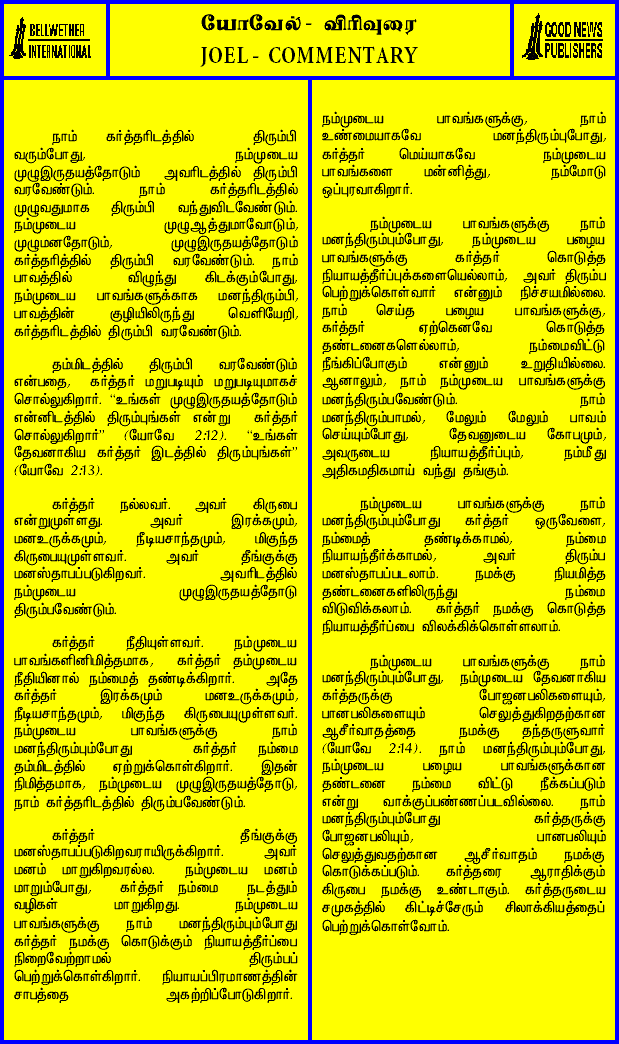 BELLWETHER
INTERNATIONAL
யோவேல் - விரிவுரை
JOEL - COMMENTARY
GOOD NEWS
PUBLISHERS
நாம் கர்த்தரிடத்தில் திரும்பி
வரும்போது, நம்முடைய
முழுஇருதயத்தோடும் அவரிடத்தில் திரும்பி
வரவேண்டும். நாம் கர்த்தரிடத்தில்
முழுவதுமாக திரும்பி வந்துவிடவேண்டும்.
நம்முடைய முழுஆத்துமாவோடும்,
முழுமனதோடும், முழுஇருதயத்தோடும்
கர்த்தரித்தில் திரும்பி வரவேண்டும். நாம்
பாவத்தில் விழுந்து கிடக்கும்போது,
நம்முடைய பாவங்களுக்காக மனந்திரும்பி,
பாவத்தின் குழியிலிருந்து வெளியேறி,
கர்த்தரிடத்தில் திரும்பி வரவேண்டும்.
தம்மிடத்தில் திரும்பி வரவேண்டும்
என்பதை, கர்த்தர் மறுபடியும் மறுபடியுமாகச்
சொல்லுகிறார். “உங்கள் முழுஇருதயத்தோடும்
என்னிடத்தில் திரும்புங்கள் என்று கர்த்தர்
சொல்லுகிறார்” (யோவே 2:12). “உங்கள்
தேவனாகிய கர்த்தர் இடத்தில் திரும்புங்கள்”
(யோவே 2:13).
கர்த்தர் நல்லவர். அவர் கிருபை
என்றுமுள்ளது. அவர் இரக்கமும்,
மனஉருக்கமும், நீடியசாந்தமும், மிகுந்த
கிருபையுமுள்ளவர். அவர் தீங்குக்கு
மனஸ்தாபப்படுகிறவர். அவரிடத்தில்
நம்முடைய முழுஇருதயத்தோடு
திரும்பவேண்டும்.
கர்த்தர் நீதியுள்ளவர். நம்முடைய
பாவங்களினிமித்தமாக, கர்த்தர் தம்முடைய
நீதியினால் நம்மைத் தண்டிக்கிறார். அதே
கர்த்தர் இரக்கமும் மனஉருக்கமும்,
நீடியசாந்தமும், மிகுந்த கிருபையுமுள்ளவர்.
நம்முடைய பாவங்களுக்கு நாம்
மனந்திரும்பும்போது கர்த்தர் நம்மை
தம்மிடத்தில் ஏற்றுக்கொள்கிறார். இதன்
நிமித்தமாக, நம்முடைய முழுஇருதயத்தோடு,
நாம் கர்த்தரிடத்தில் திரும்பவேண்டும்.
கர்த்தர் தீங்குக்கு
மனஸ்தாபப்படுகிறவராயிருக்கிறார். அவர்
மனம் மாறுகிறவரல்ல. நம்முடைய மனம்
மாறும்போது, கர்த்தர் நம்மை நடத்தும்
வழிகள் மாறுகிறது. நம்முடைய
பாவங்களுக்கு நாம் மனந்திரும்பும்போது
கர்த்தர் நமக்கு கொடுக்கும் நியாயத்தீர்ப்பை
நிறைவேற்றாமல் திரும்பப்
பெற்றுக்கொள்கிறார். நியாயப்பிரமாணத்தின்
சாபத்தை அகற்றிப்போடுகிறார்.
நம்முடைய பாவங்களுக்கு, நாம்
உண்மையாகவே மனந்திரும்புபோது,
கர்த்தர் மெய்யாகவே நம்முடைய
பாவங்களை மன்னித்து, நம்மோடு
ஒப்புரவாகிறார்.
நம்முடைய பாவங்களுக்கு நாம்
மனந்திரும்பும்போது, நம்முடைய பழைய
பாவங்களுக்கு கர்த்தர் கொடுத்த
நியாயத்தீர்ப்புக்களையெல்லாம், அவர் திரும்ப
பெற்றுக்கொள்வார் என்னும் நிச்சயமில்லை.
நாம் செய்த பழைய பாவங்களுக்கு,
கர்த்தர் ஏற்கெனவே கொடுத்த
தண்டனைகளெல்லாம், நம்மைவிட்டு
நீங்கிப்போகும் என்னும் உறுதியில்லை.
ஆனாலும், நாம் நம்முடைய பாவங்களுக்கு
மனந்திரும்பவேண்டும். நாம்
மனந்திரும்பாமல், மேலும் மேலும் பாவம்
செய்யும்போது, தேவனுடைய கோபமும்,
அவருடைய நியாயத்தீர்ப்பும், நம்மீது
அதிகமதிகமாய் வந்து தங்கும்.
நம்முடைய பாவங்களுக்கு நாம்
மனந்திரும்பும்போது கர்த்தர் ஒருவேளை,
நம்மைத் தண்டிக்காமல், நம்மை
நியாயந்தீர்க்காமல், அவர் திரும்ப
மனஸ்தாபப்படலாம். நமக்கு நியமித்த
தண்டனைகளிலிருந்து நம்மை
விடுவிக்கலாம். கர்த்தர் நமக்கு கொடுத்த
நியாயத்தீர்ப்பை விலக்கிக்கொள்ளலாம்.
நம்முடைய பாவங்களுக்கு நாம்
மனந்திரும்பும்போது, நம்முடைய தேவனாகிய
கர்த்தருக்கு போஜனபலிகளையும்,
பானபலிகளையும் செலுத்துகிறதற்கான
ஆசீர்வாதத்தை நமக்கு தந்தருளுவார்
(யோவே 2:14). நாம் மனந்திரும்பும்போது,
நம்முடைய பழைய பாவங்களுக்கான
தண்டனை நம்மை விட்டு நீக்கப்படும்
என்று வாக்குப்பண்ணப்படவில்லை. நாம்
மனந்திரும்பும்போது கர்த்தருக்கு
போஜனபலியும், பானபலியும்
செலுத்துவதற்கான ஆசீர்வாதம் நமக்கு
கொடுக்கப்படும். கர்த்தரை ஆராதிக்கும்
கிருபை நமக்கு உண்டாகும். கர்த்தருடைய
சமுகத்தில் கிட்டிச்சேரும் சிலாக்கியத்தைப்
பெற்றுக்கொள்வோம்.